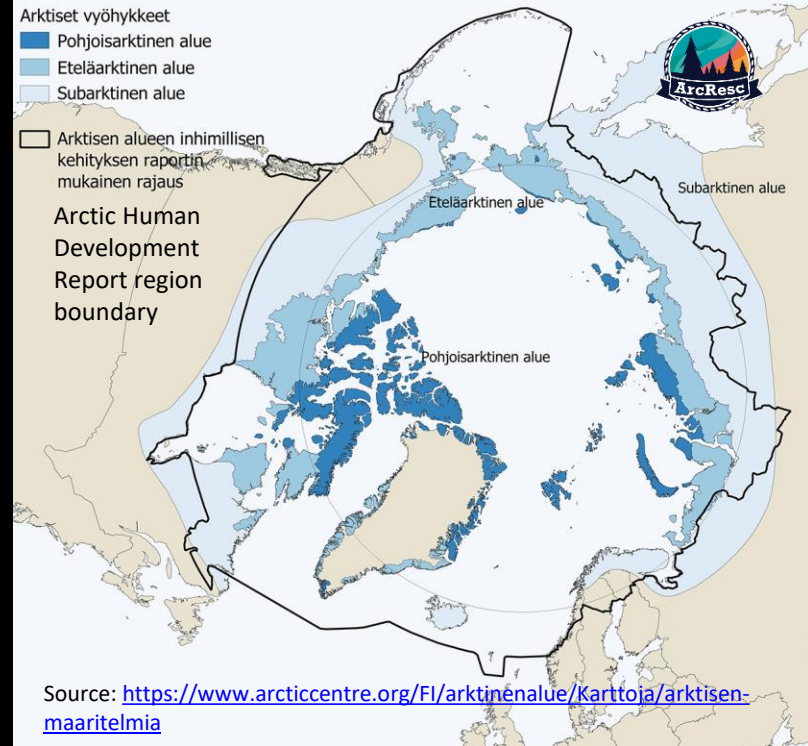 Arktiset vyöhykkeet
Pohjoisarktinen alue
Eteläarktinen alue
Subarktinen alue
Arktisen alueen inhimillisen
kehityksen raportin
mukainen rajaus
Arctic Human
Development
Report region
boundary
ArcResc
Subarktinen alue
Eteläarktinen alue
Pohjoisarktinen alue
Source: https://www.arcticcentre.org/FI/arktinenalue/Karttoja/arktisen-
maaritelmia